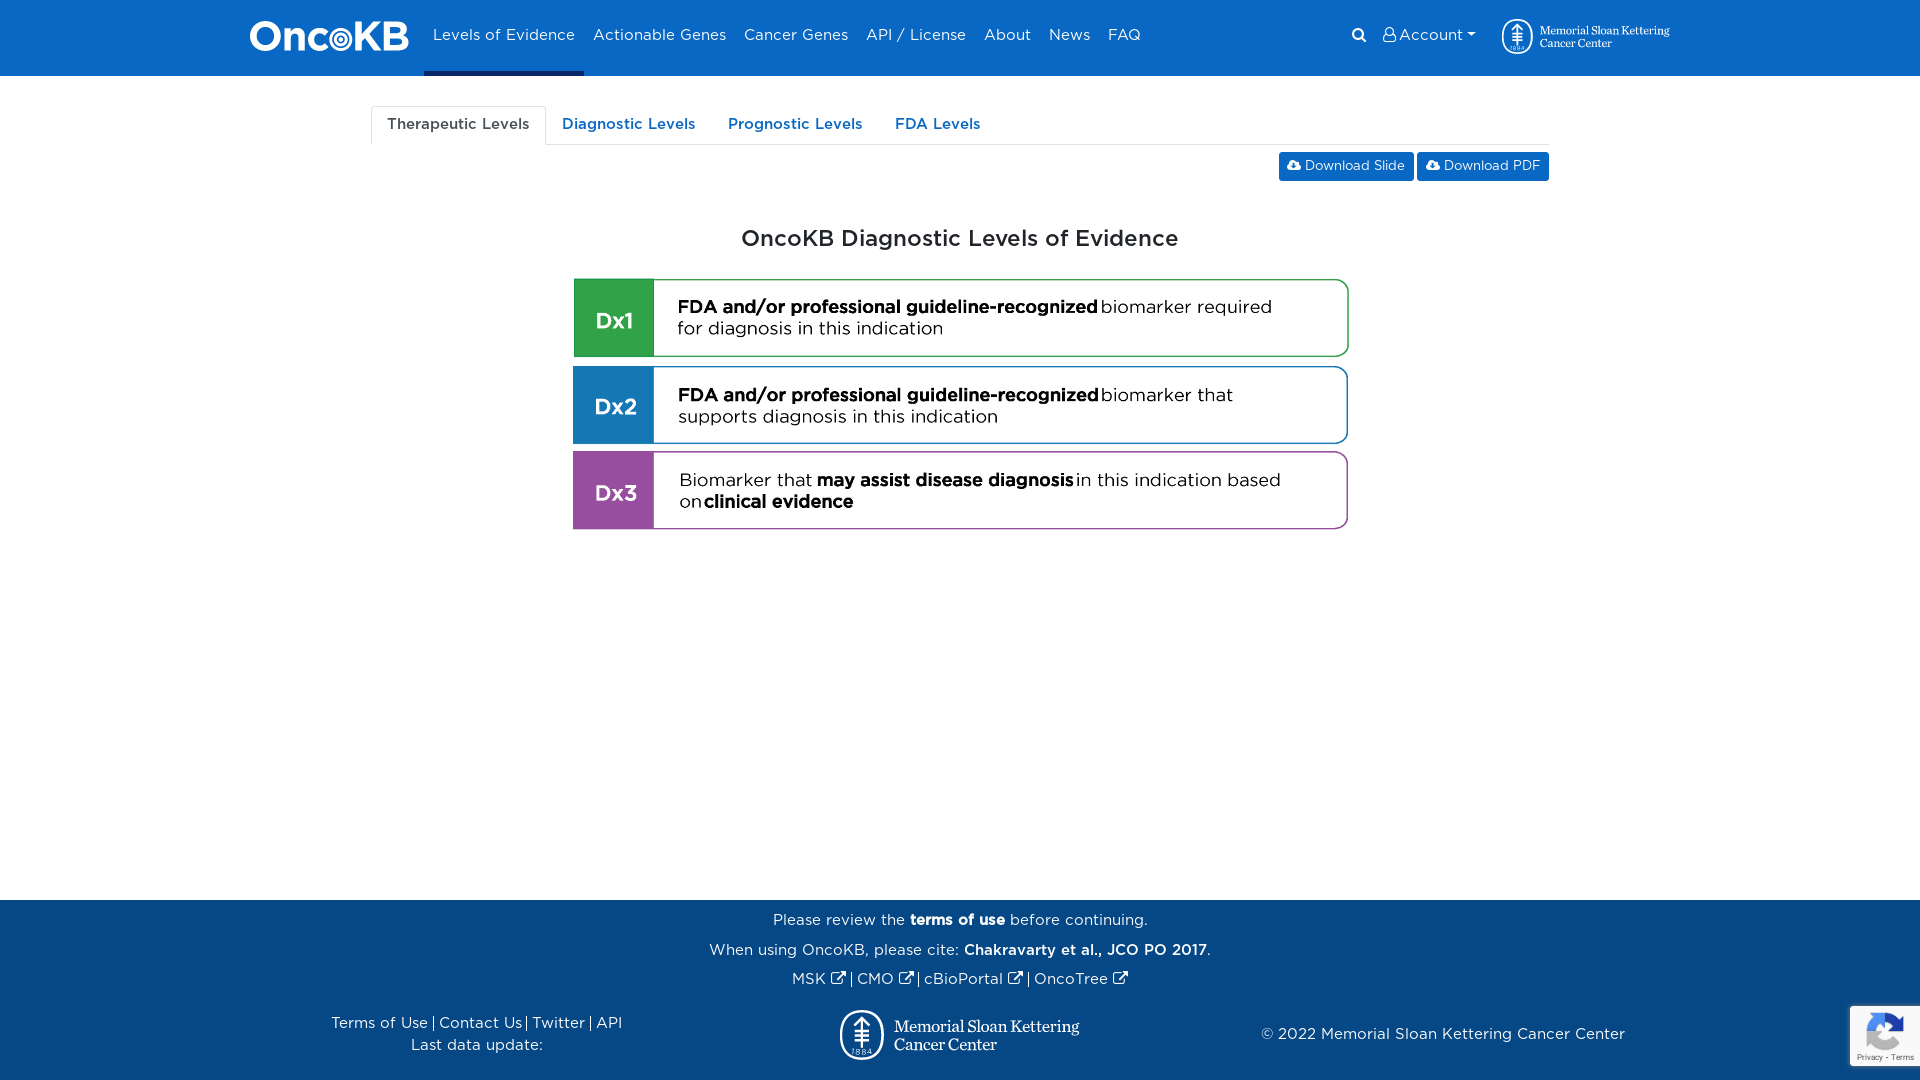 OncoKB Levels of Evidence Actionable Genes Cancer Genes API / License About News FAQ Account Memorial Sloan Kettering
Cancer Center
1884
Therapeutic Levels Diagnostic Levels Prognostic Levels FDA Levels
Download Slide Download PDF
OncoKB Diagnostic Levels of Evidence
Dx1 FDA and/or professional guideline-recognized biomarker required
for diagnosis in this indication
Dx2 FDA and/or professional guideline-recognized biomarker that
supports diagnosis in this indication
Dx3 Biomarker that may assist disease diagnosis in this indication based
on clinical evidence
Please review the terms of use before continuing.
When using OncoKB, please cite: Chakravarty et al., JCO PO 2017.
MSK | CMO | cBioPortal | OncoTree
Terms of Use | Contact Us | Twitter | API
Last data update:
1884
Memorial Sloan Kettering
Cancer Center
© 2022 Memorial Sloan Kettering Cancer Center
Privacy - Terms